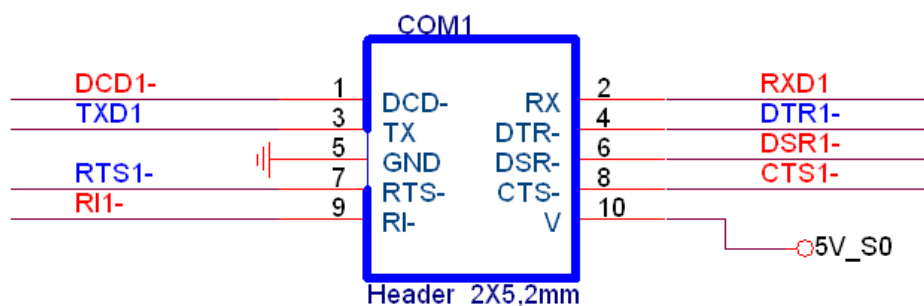 COM1
DCD1- 1 DCD- RX 2 RXD1
TXD1 3 TX DTR- 4 DTR1-
5 GND DSR- 6 DSR1-
RTS1- 7 RTS- CTS- 8 CTS1-
RI1- 9 RI- V 10
5V_S0
Header 2X5,2mm